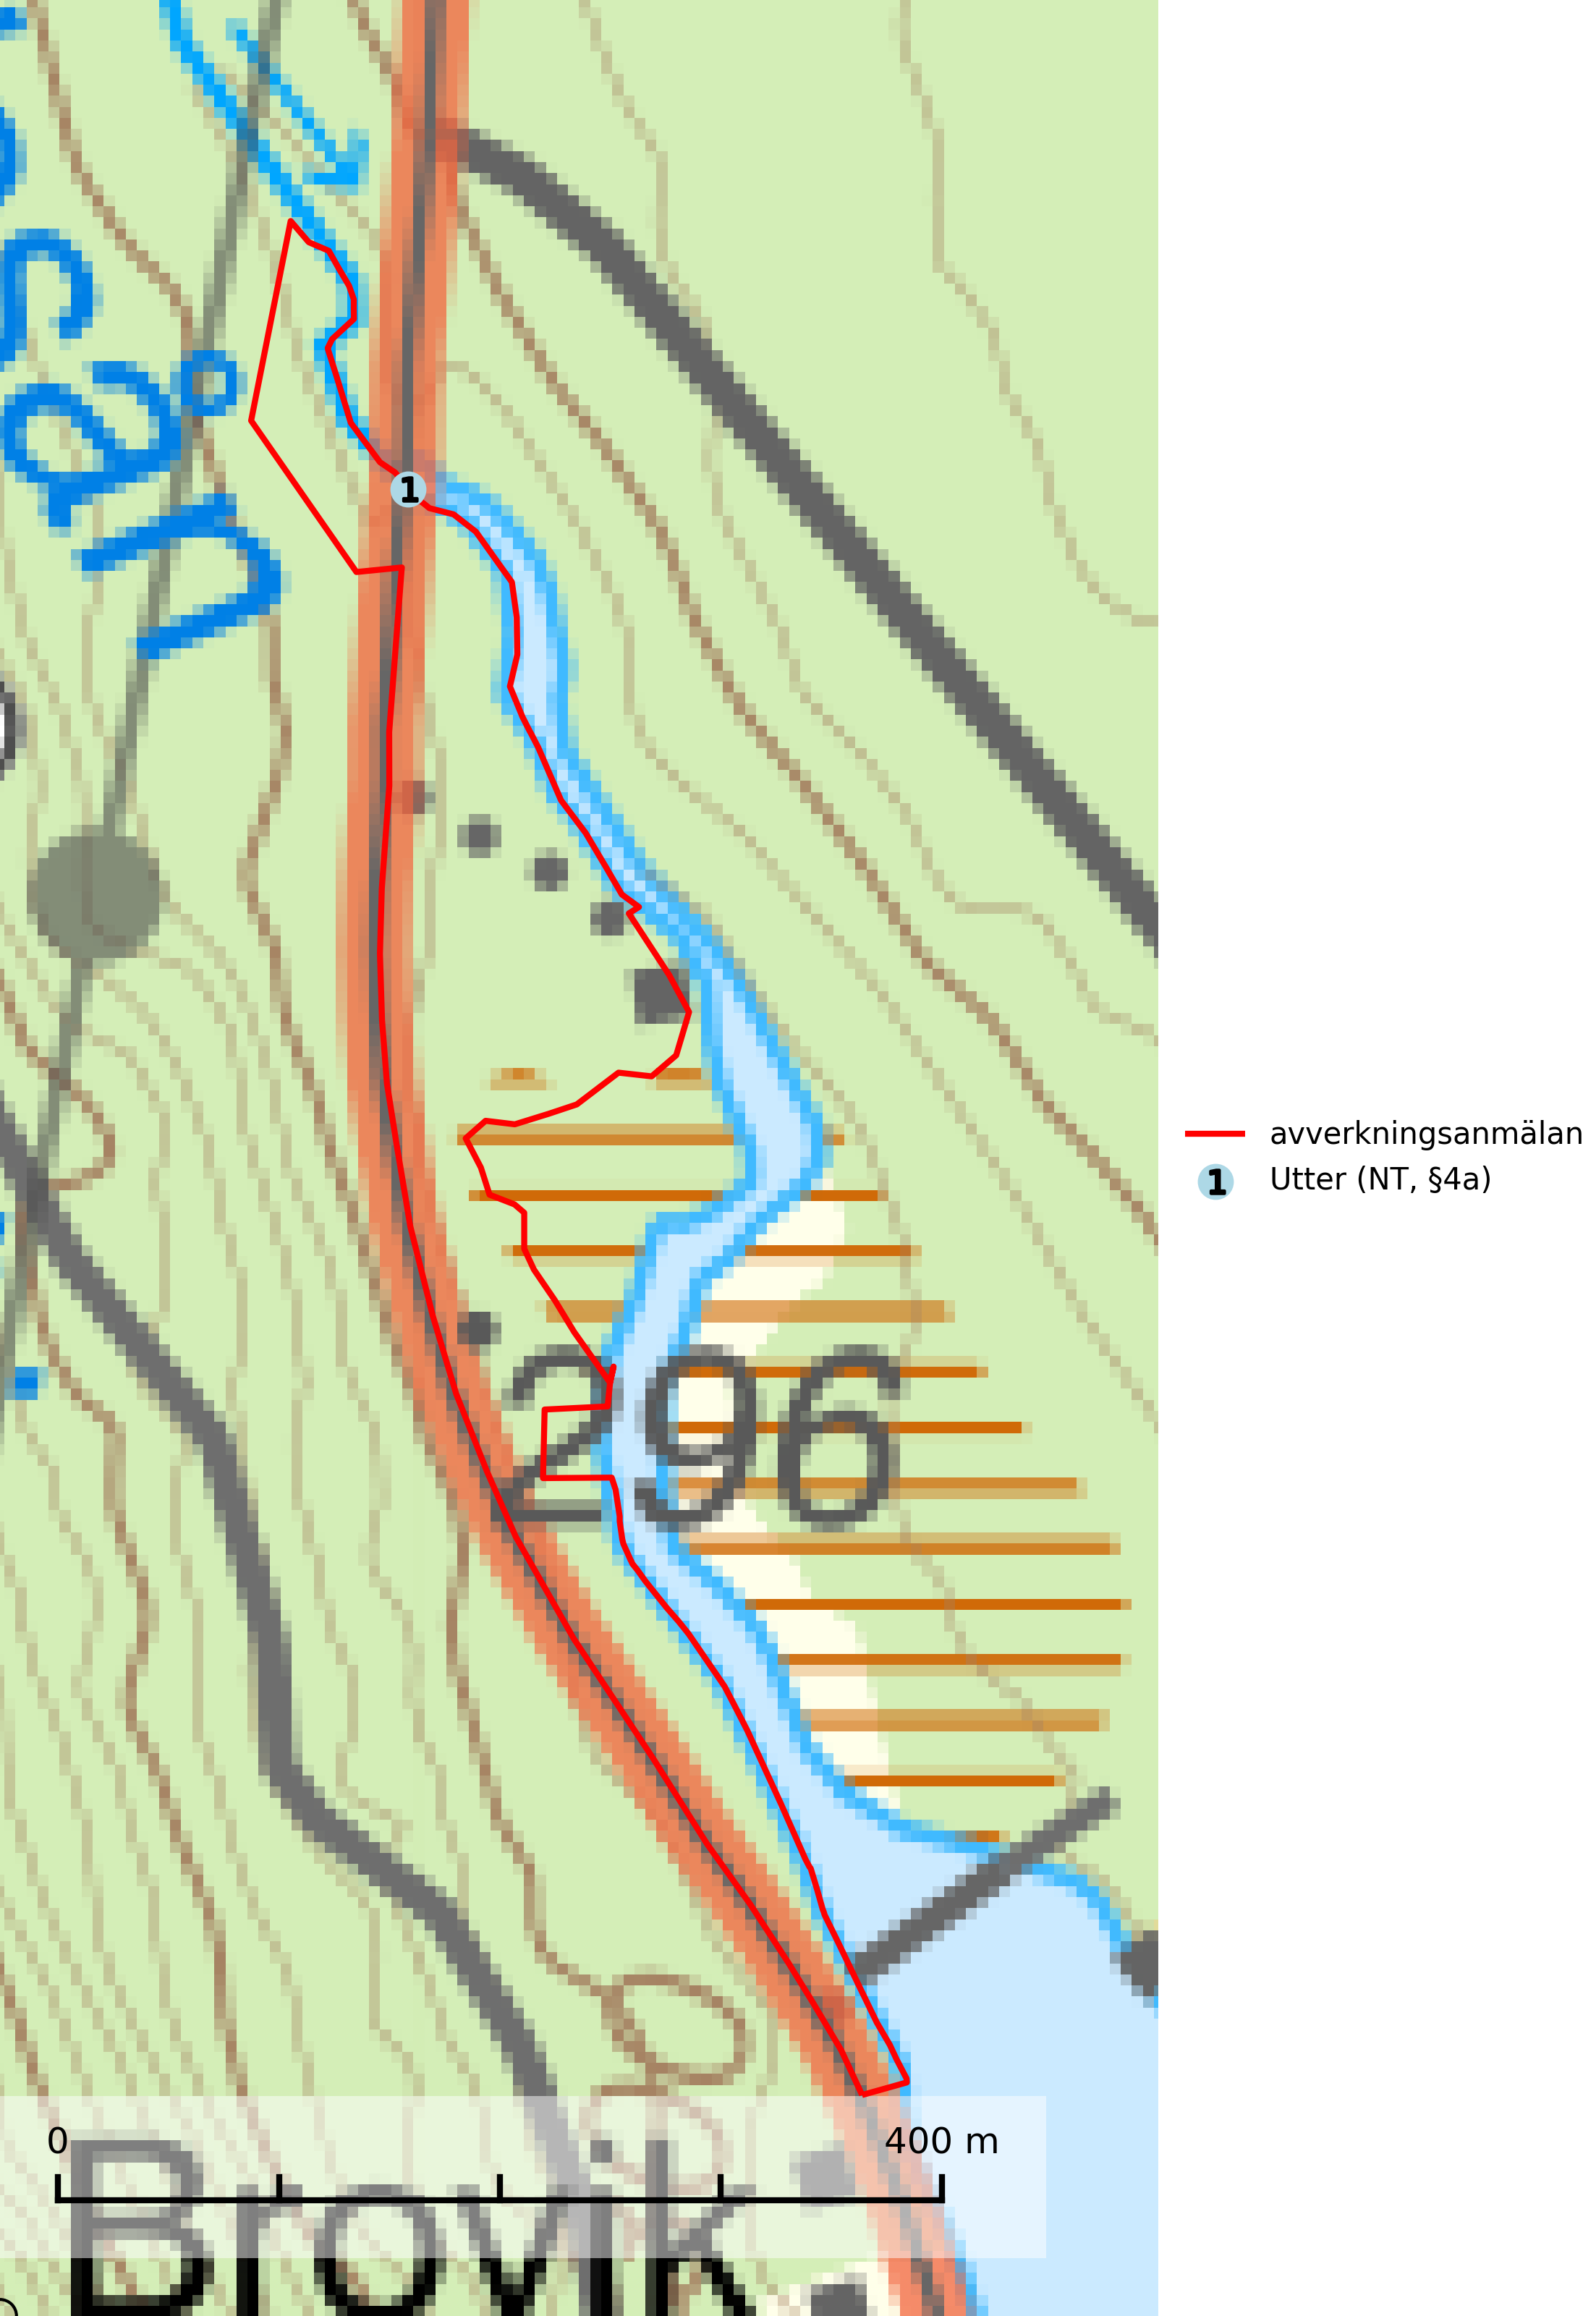 296
avverkningsanmälan
1 Utter (NT, §4a)
1
0 400 m
Brovik